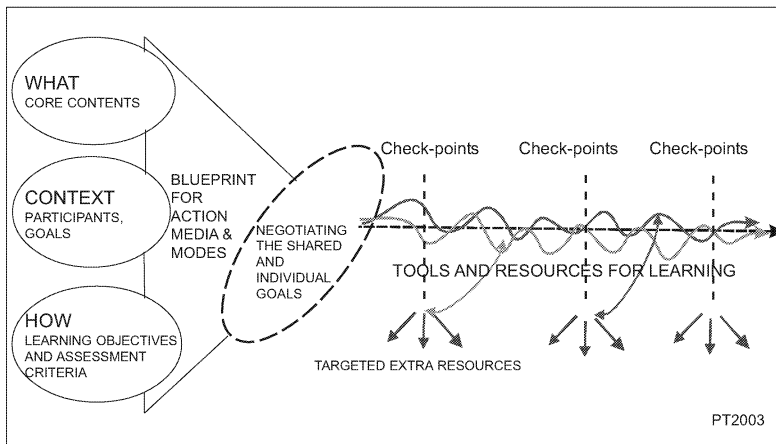 WHAT
CORE CONTENTS
CONTEXT
PARTICIPANTS,
GOALS
HOW
LEARNING OBJECTIVES
AND ASSESSMENT
CRITERIA
BLUEPRINT
FOR
ACTION
MEDIA &
MODES
NEGOTIATING
THE SHARED
AND
INDIVIDUAL
GOALS
Check-points
Check-points
Check-points
TOOLS AND RESOURCES FOR LEARNING
TARGETED EXTRA RESOURCES
PT2003